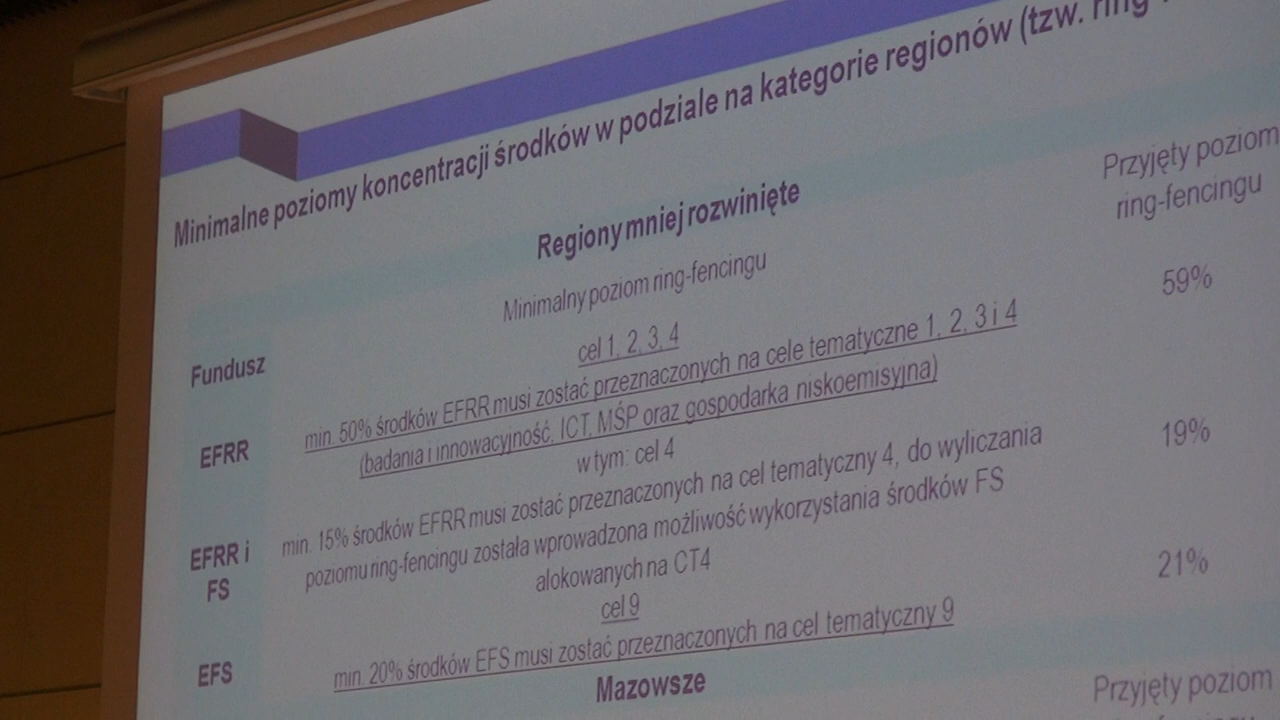 Minimalne poziomy koncentracji środków w podziale na kategorie regionów (tzw. ring
Regiony mniej rozwinięte
Przyjęty poziom
ring-fencingu
Fundusz
Minimalny poziom ring-fencingu
EFRR
cel 1, 2, 3, 4
min. 50% środków EFRR musi zostać przeznaczonych na cele tematyczne 1, 2, 3 i 4
(badania i innowacyjność, ICT, MŚP oraz gospodarka niskoemisyjna)
59%
EFRR i
FS
w tym: cel 4
min. 15% środków EFRR musi zostać przeznaczonych na cel tematyczny 4, do wyliczania
poziomu ring-fencingu została wprowadzona możliwość wykorzystania środków FS
alokowanych na CT4
19%
EFS
cel 9
min. 20% środków EFS musi zostać przeznaczonych na cel tematyczny 9
21%
Mazowsze
Przyjęty poziom